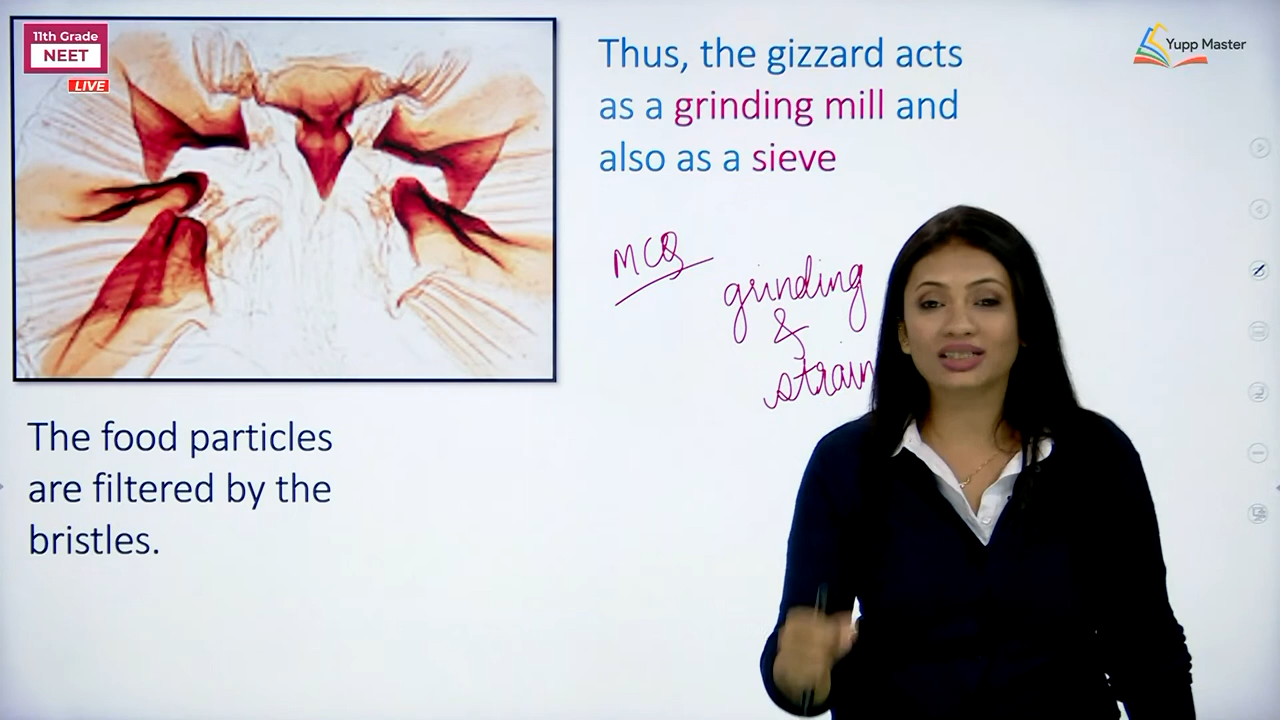 11th Grade
NEET
LIVE
Yupp Master
Thus, the gizzard acts
as a grinding mill and
also as a sieve
MCQ
grinding
&
strain
The food particles
are filtered by the
bristles.